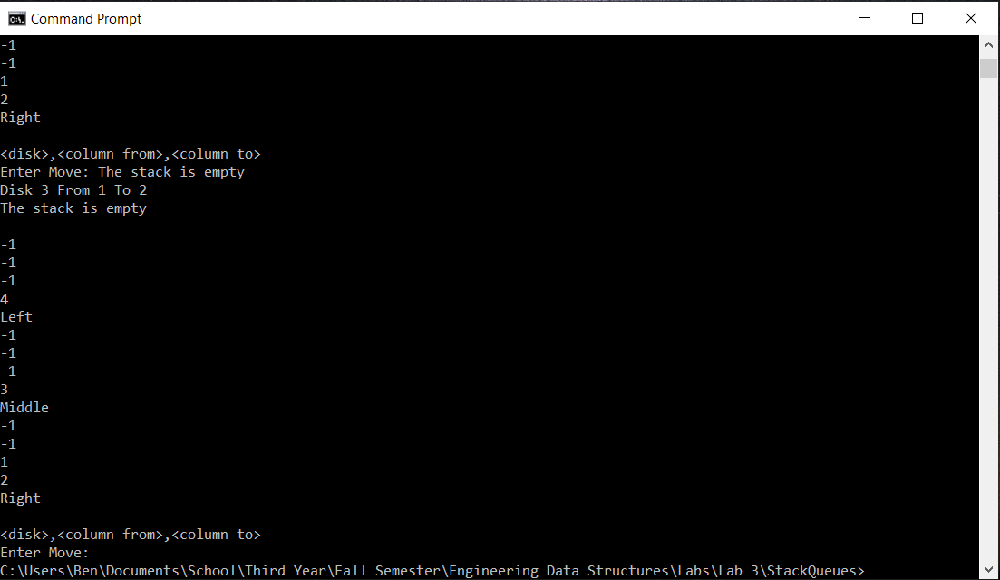 Command Prompt
-1
-1
1
2
Right
<disk>,<column from>,<column to>
Enter Move: The stack is empty
Disk 3 From 1 To 2
The stack is empty
-1
-1
-1
4
Left
-1
-1
-1
3
Middle
-1
-1
1
2
Right
<disk>,<column from>,<column to>
Enter Move:
C:\Users\Ben\Documents\School\Third Year\Fall Semester\Engineering Data Structures\Labs\Lab 3\StackQueues>